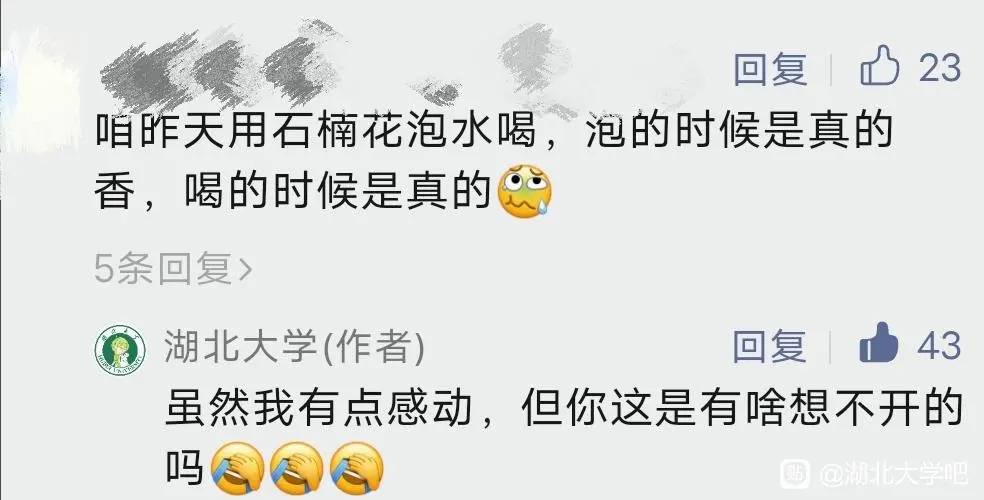 回复 23
咱昨天用石楠花泡水喝，泡的时候是真的
香，喝的时候是真的
5条回复>
湖北大学(作者) 回复 43
虽然我有点感动，但你这是有啥想不开的
吗
贴 @湖北大学吧